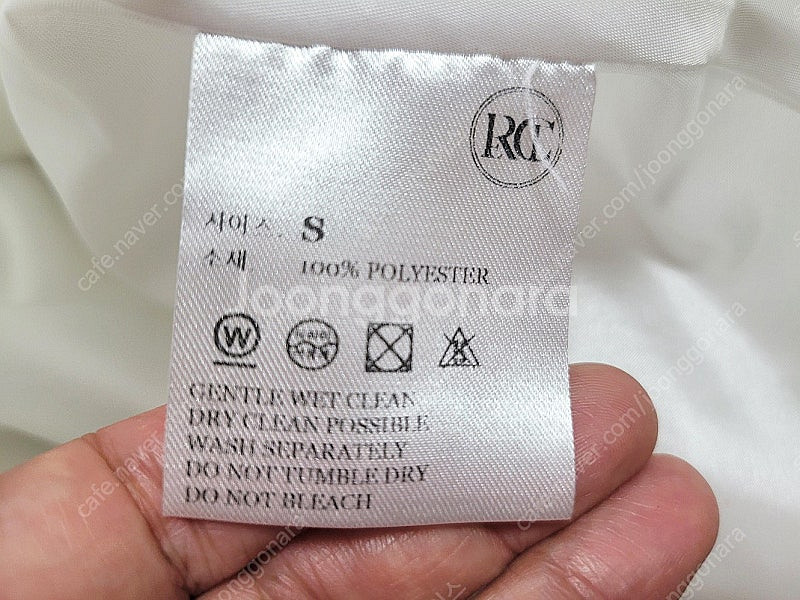 RCC
사이즈. S
소재 100% POLYESTER
W
GENTLE WET CLEAN
DRY CLEAN POSSIBLE
WASH SEPARATELY
DO NOT TUMBLE DRY
DO NOT BLEACH
Joonggonara
cafe.naver.com/joonggonara